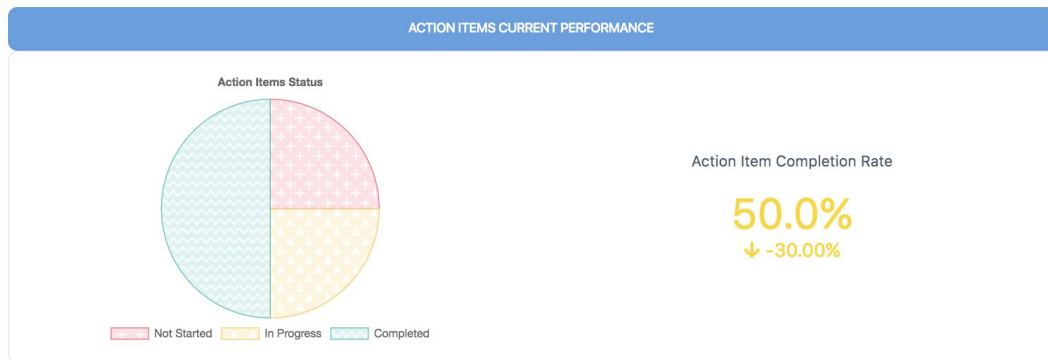 ACTION ITEMS CURRENT PERFORMANCE
Action Items Status
Not Started In Progress Completed
Action Item Completion Rate
50.0%
↓ -30.00%